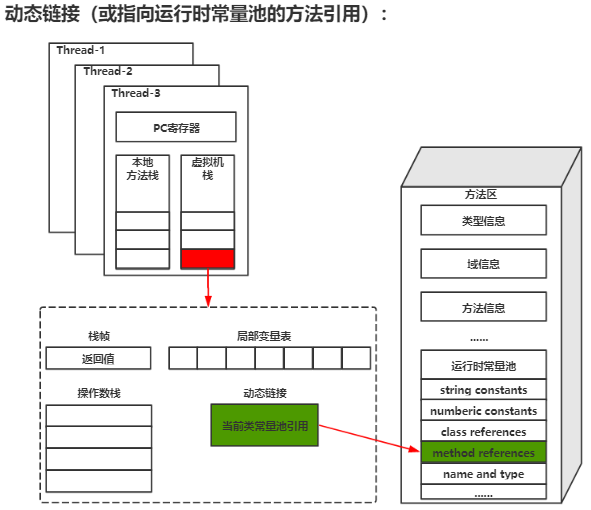 动态链接（或指向运行时常量池的方法引用）：
Thread-1
Thread-2
Thread-3
PC寄存器
本地
方法栈
虚拟机
栈
方法区
类型信息
域信息
方法信息
......
运行时常量池
string constants
numberic constants
class references
method references
name and type
......
栈帧
返回值
局部变量表
操作数栈
动态链接
当前类常量池引用